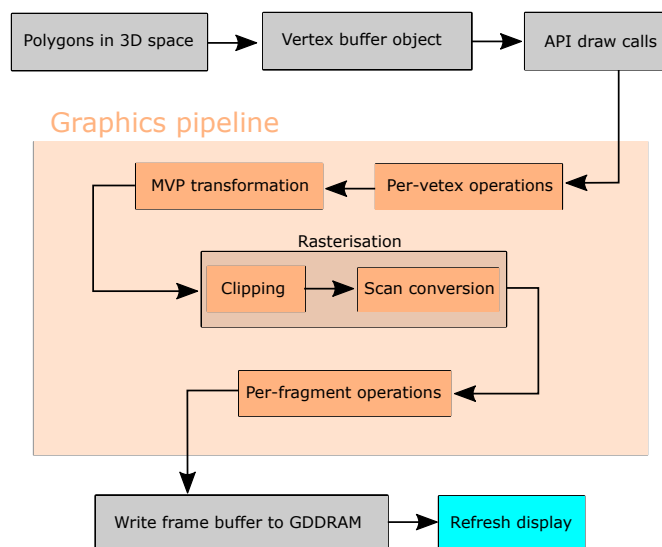 Polygons in 3D space
Vertex buffer object
API draw calls
Graphics pipeline
MVP transformation
Per-vetex operations
Rasterisation
Clipping
Scan conversion
Per-fragment operations
Write frame buffer to GDDRAM
Refresh display